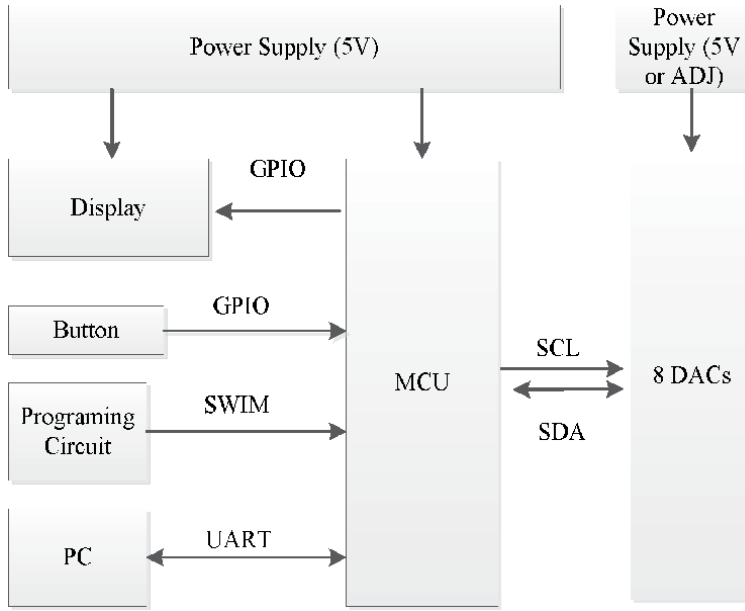 Power Supply (5V)
Power
Supply (5V
or ADJ)
GPIO
Display
GPIO
Button
SCL
MCU
8 DACs
SWIM
Programing
Circuit
SDA
UART
PC